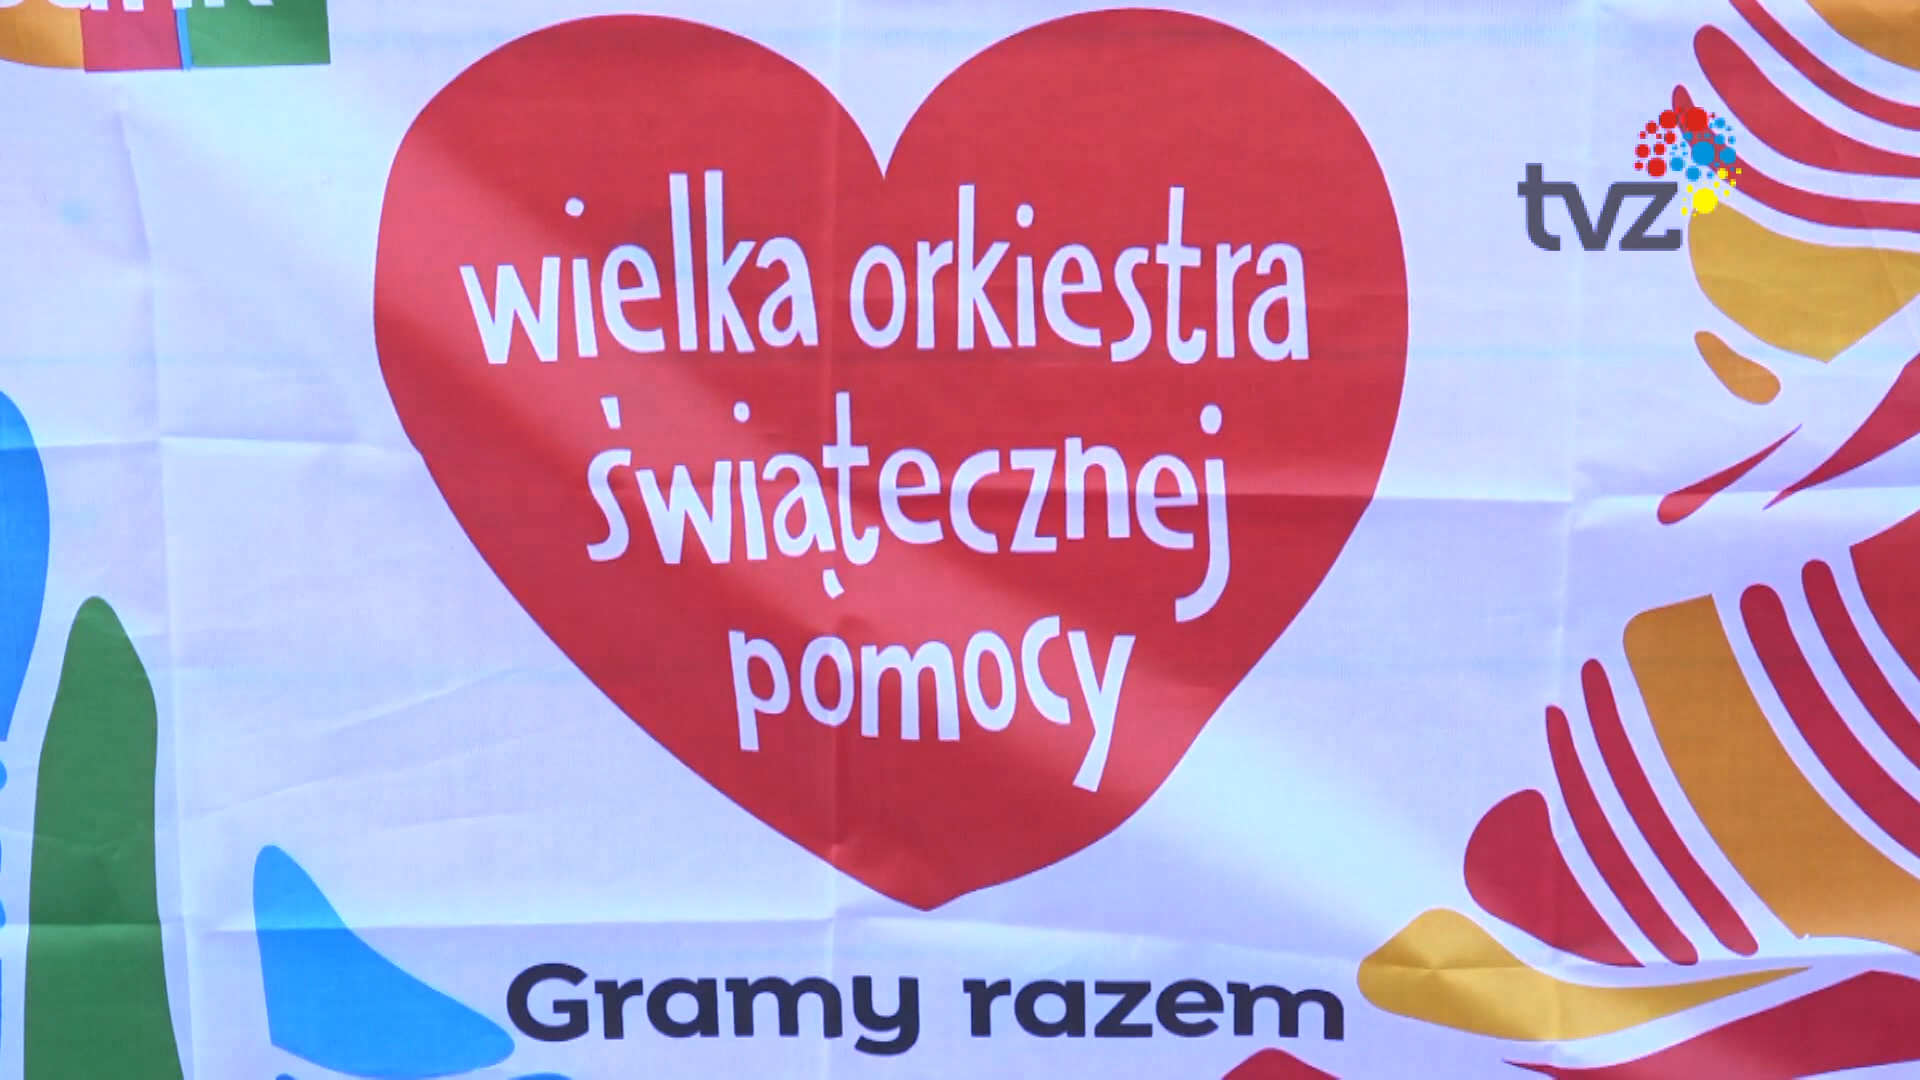 wielka orkiestra
świątecznej
pomocy
Gramy razem
tvz